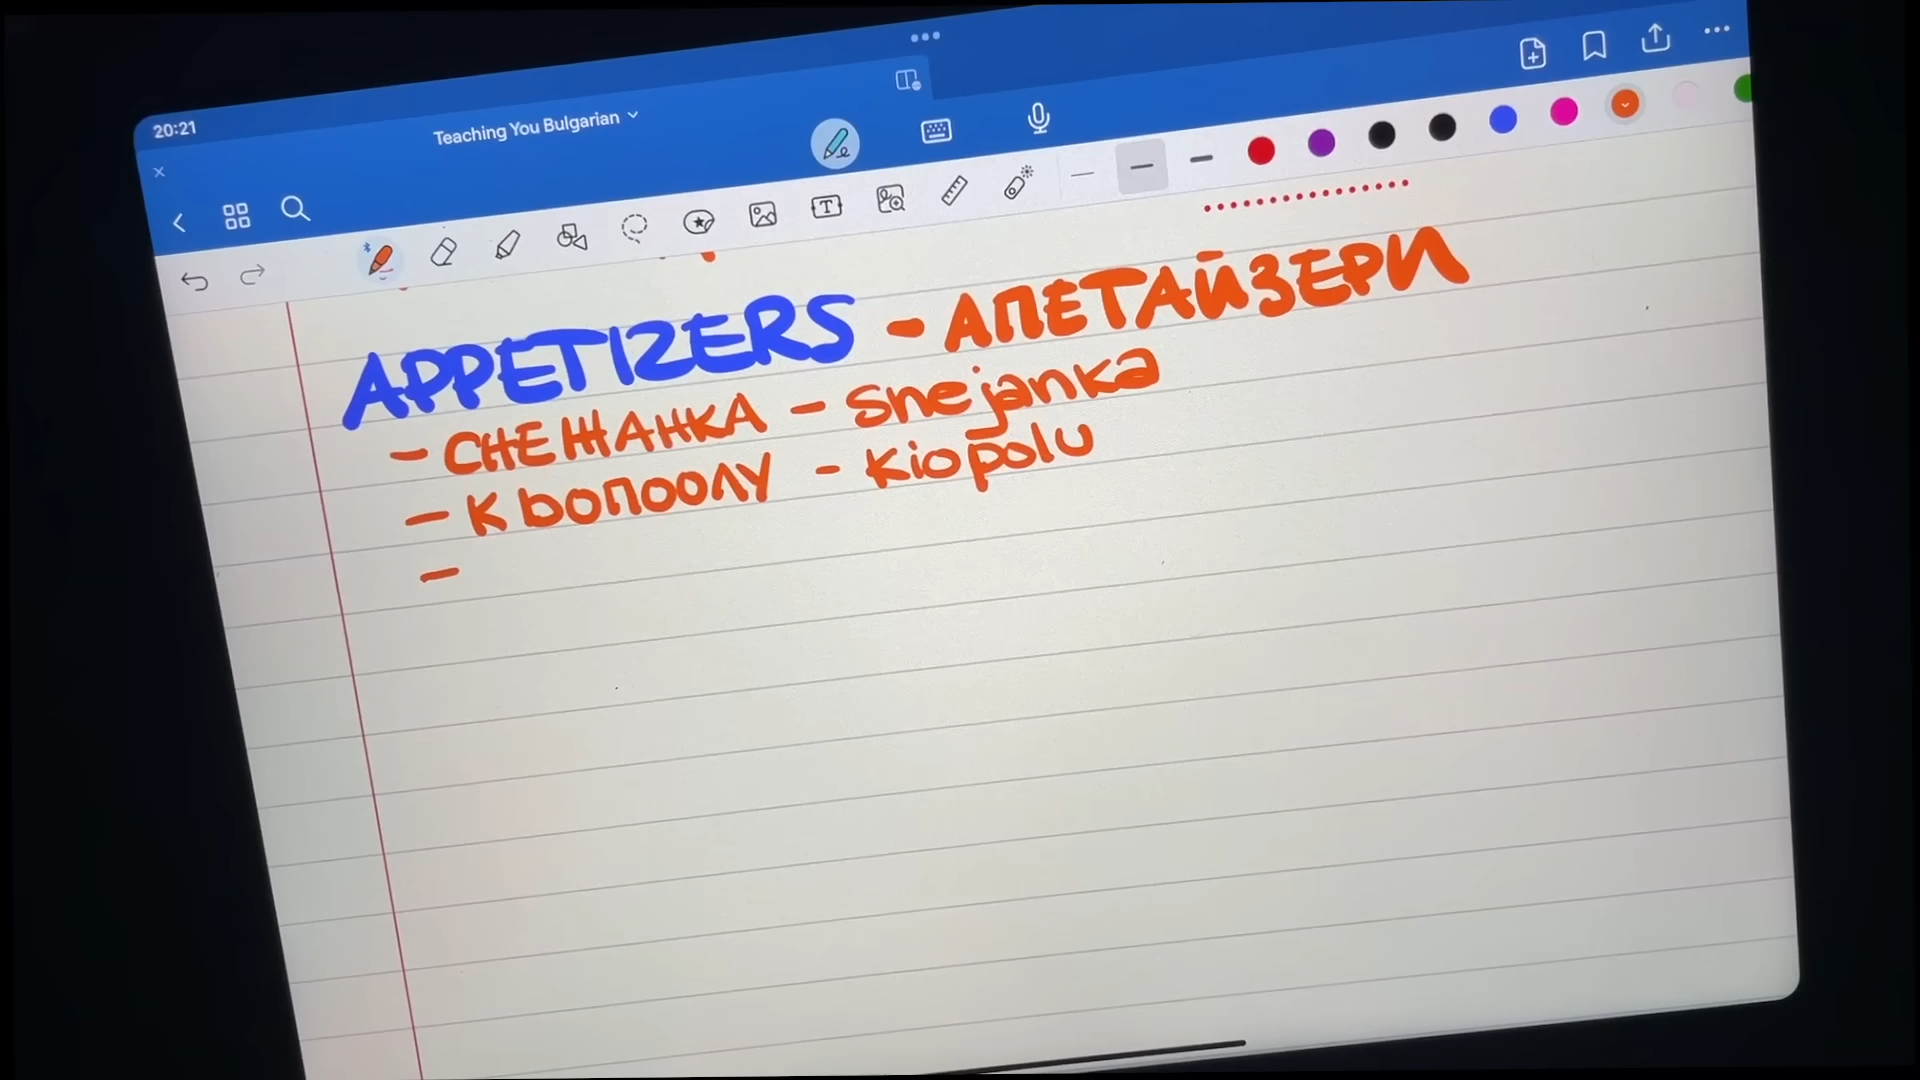 20:21
Teaching You Bulgarian
APPETIZERS - АПЕТАЙЗЕРИ
- СНЕЖАНКА - Snejanka
- Кьопоолу - Kiopolu
-